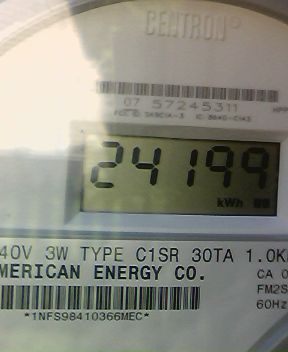 CENTRON®
07 57245311
24199
kWh
40V 3W TYPE C1SR 30TA 1.0K
MERICAN ENERGY CO.
CA 0
FM2S
60Hz
*1NFS98410366MEC*